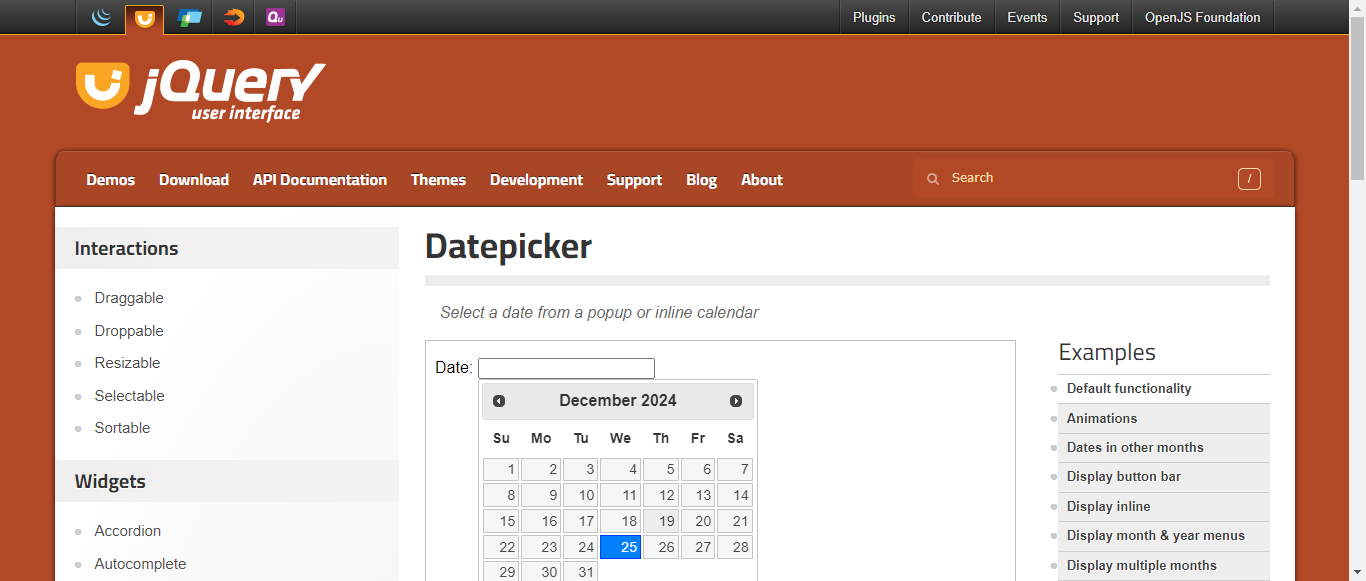 Qu
Plugins Contribute Events Support OpenJS Foundation
jQuery
user interface
Demos Download API Documentation Themes Development Support Blog About Search /
Interactions
Draggable
Droppable
Resizable
Selectable
Sortable
Widgets
Accordion
Autocomplete
Datepicker
Select a date from a popup or inline calendar
Date:
December 2024
Su Mo Tu We Th Fr Sa
1 2 3 4 5 6 7
8 9 10 11 12 13 14
15 16 17 18 19 20 21
22 23 24 25 26 27 28
29 30 31
Examples
Default functionality
Animations
Dates in other months
Display button bar
Display inline
Display month & year menus
Display multiple months